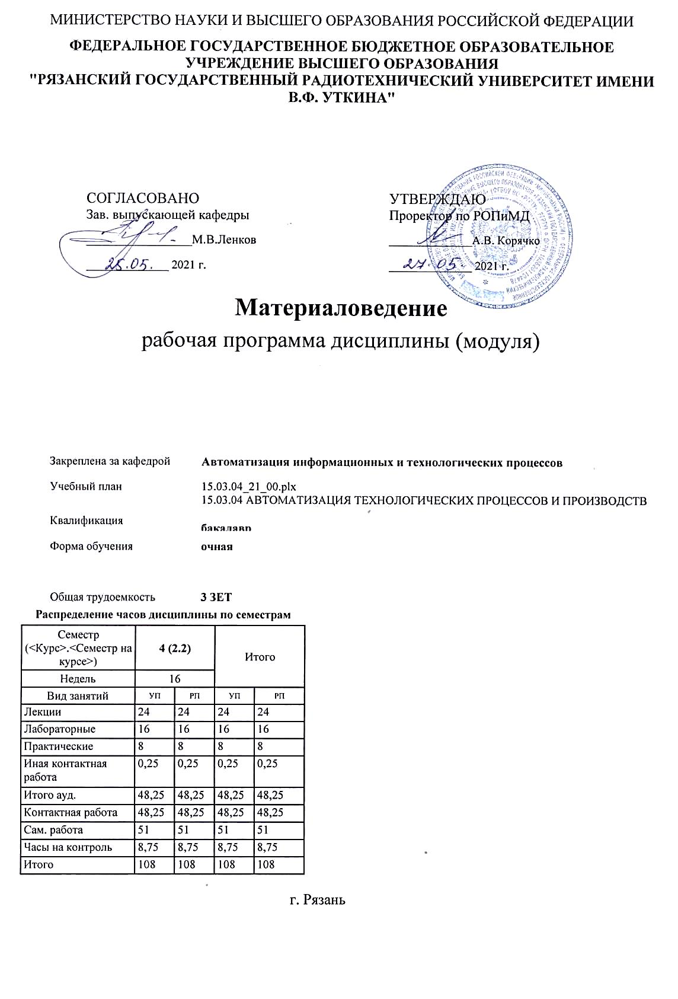 МИНИСТЕРСТВО НАУКИ И ВЫСШЕГО ОБРАЗОВАНИЯ РОССИЙСКОЙ ФЕДЕРАЦИИ
ФЕДЕРАЛЬНОЕ ГОСУДАРСТВЕННОЕ БЮДЖЕТНОЕ ОБРАЗОВАТЕЛЬНОЕ
УЧРЕЖДЕНИЕ ВЫСШЕГО ОБРАЗОВАНИЯ
"РЯЗАНСКИЙ ГОСУДАРСТВЕННЫЙ РАДИОТЕХНИЧЕСКИЙ УНИВЕРСИТЕТ ИМЕНИ
В.Ф. УТКИНА"
СОГЛАСОВАНО
Зав. выпускающей кафедры
М.В.Ленков
25.05. 2021 г.
УТВЕРЖДАЮ
Проректор по РОПиМД
А.В. Корячко
27.05. 2021 г.
Материаловедение
рабочая программа дисциплины (модуля)
Закреплена за кафедрой Автоматизация информационных и технологических процессов
Учебный план 15.03.04_21_00.plx
15.03.04 АВТОМАТИЗАЦИЯ ТЕХНОЛОГИЧЕСКИХ ПРОЦЕССОВ И ПРОИЗВОДСТВ
Квалификация бакалавр
Форма обучения очная
Общая трудоемкость 3 ЗЕТ
Распределение часов дисциплины по семестрам
Семестр
(<Курс>.<Семестр на
курсе>) 4 (2.2) Итого
Недель 16
Вид занятий УП РП УП РП
Лекции 24 24 24 24
Лабораторные 16 16 16 16
Практические 8 8 8 8
Иная контактная
работа 0,25 0,25 0,25 0,25
Итого ауд. 48,25 48,25 48,25 48,25
Контактная работа 48,25 48,25 48,25 48,25
Сам. работа 51 51 51 51
Часы на контроль 8,75 8,75 8,75 8,75
Итого 108 108 108 108
г. Рязань